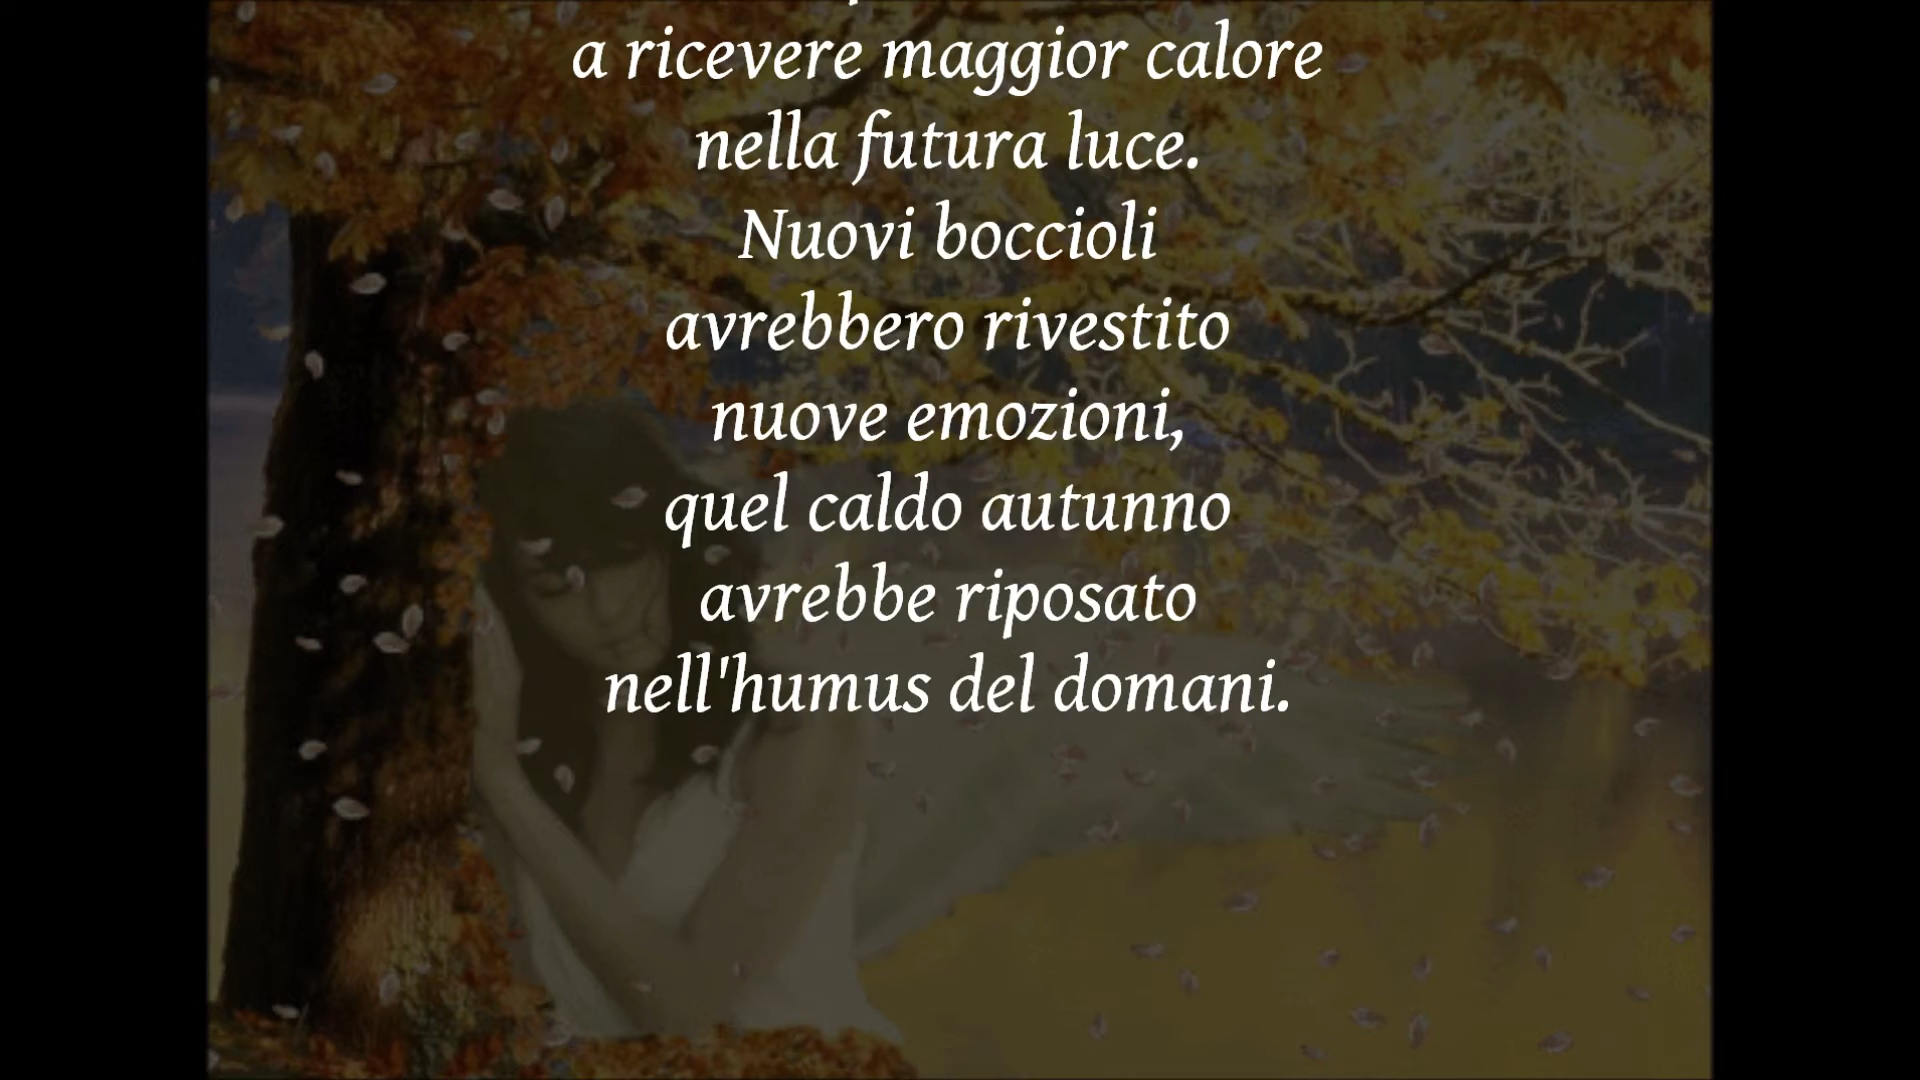 a ricevere maggior calore
nella futura luce.
Nuovi boccioli
avrebbero rivestito
nuove emozioni,
quel caldo autunno
avrebbe riposato
nell'humus del domani.